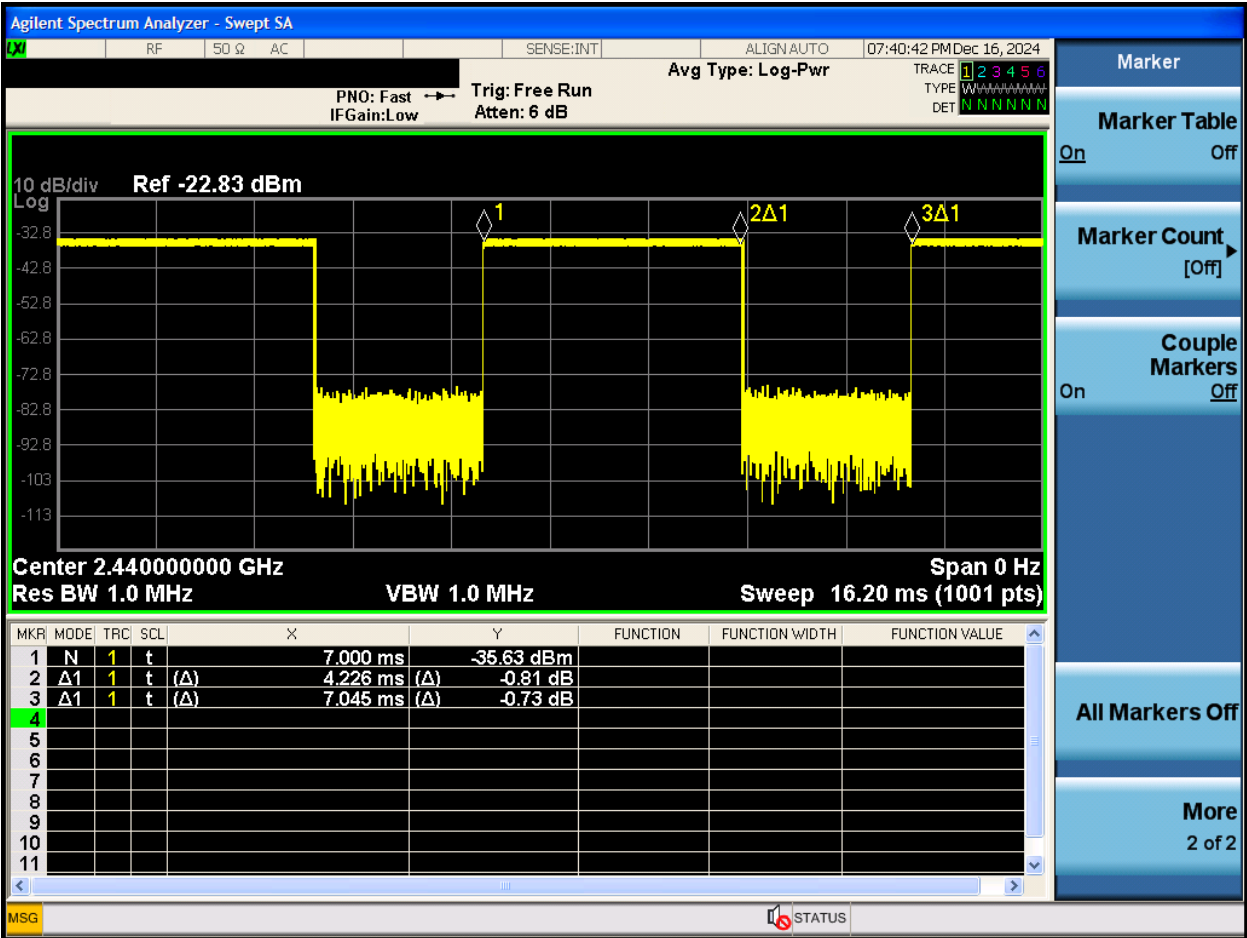 Agilent Spectrum Analyzer - Swept SA
LXI RF 50 Ω AC SENSE:INT ALIGN AUTO 07:40:42 PM Dec 16, 2024
PNO: Fast
IFGain:Low
Trig: Free Run
Atten: 6 dB
Avg Type: Log-Pwr
TRACE 1 2 3 4 5 6
TYPE
DET N N N N N N
10 dB/div Ref -22.83 dBm
Log
1 2Δ1 3Δ1
-32.8
-42.8
-52.8
-62.8
-72.8
-82.8
-92.8
-103
-113
Center 2.440000000 GHz Span 0 Hz
Res BW 1.0 MHz VBW 1.0 MHz Sweep 16.20 ms (1001 pts)
MKR MODE TRC SCL X Y FUNCTION FUNCTION WIDTH FUNCTION VALUE
1 N 1 t 7.000 ms -35.63 dBm
2 Δ1 1 t (Δ) 4.226 ms (Δ) -0.81 dB
3 Δ1 1 t (Δ) 7.045 ms (Δ) -0.73 dB
4
5
6
7
8
9
10
11
MSG STATUS
Marker
Marker Table
On Off
Marker Count
[Off]
Couple
Markers
On Off
All Markers Off
More
2 of 2